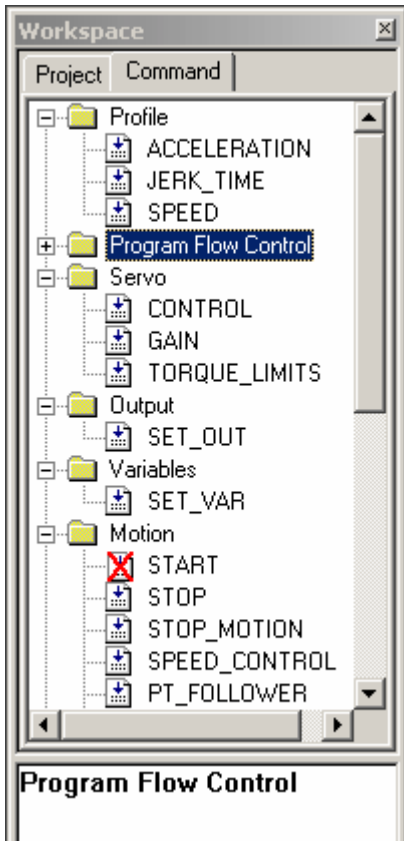 Workspace
Project Command
Profile
ACCELERATION
JERK_TIME
SPEED
Program Flow Control
Servo
CONTROL
GAIN
TORQUE_LIMITS
Output
SET_OUT
Variables
SET_VAR
Motion
START
STOP
STOP_MOTION
SPEED_CONTROL
PT_FOLLOWER
Program Flow Control